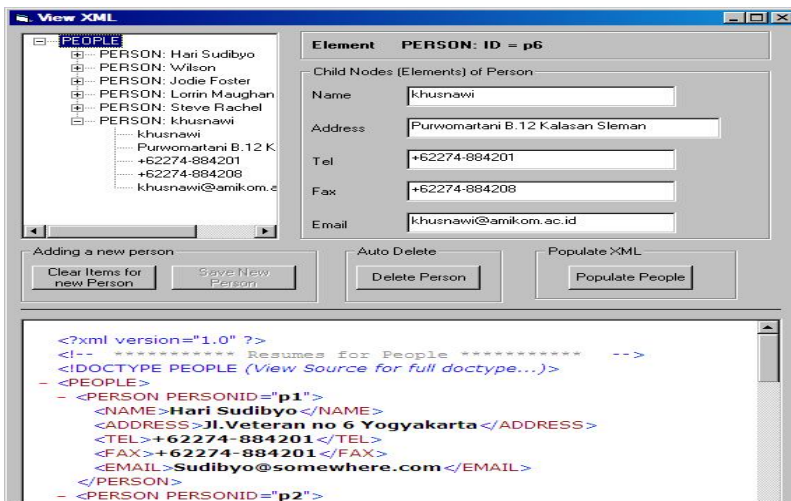 View XML
PEOPLE
PERSON: Hari Sudibyo
PERSON: Wilson
PERSON: Jodie Foster
PERSON: Lorrin Maughan
PERSON: Steve Rachel
PERSON: khusnawi
khusnawi
Purwomartani B.12 K
+62274-884201
+62274-884208
khusnawi@amikom.a
Element PERSON: ID = p6
Child Nodes (Elements) of Person
Name khusnawi
Address Purwomartani B.12 Kalasan Sleman
Tel +62274-884201
Fax +62274-884208
Email khusnawi@amikom.ac.id
Adding a new person
Clear Items for
new Person
Save New
Person
Auto Delete
Delete Person
Populate XML
Populate People
<?xml version="1.0" ?>
<!-- *********** Resumes for People *********** -->
<!DOCTYPE PEOPLE (View Source for full doctype...)>
- <PEOPLE>
- <PERSON PERSONID="p1">
<NAME>Hari Sudibyo</NAME>
<ADDRESS>Jl.Veteran no 6 Yogyakarta</ADDRESS>
<TEL>+62274-884201</TEL>
<FAX>+62274-884201</FAX>
<EMAIL>Sudibyo@somewhere.com</EMAIL>
</PERSON>
- <PERSON PERSONID="p2">